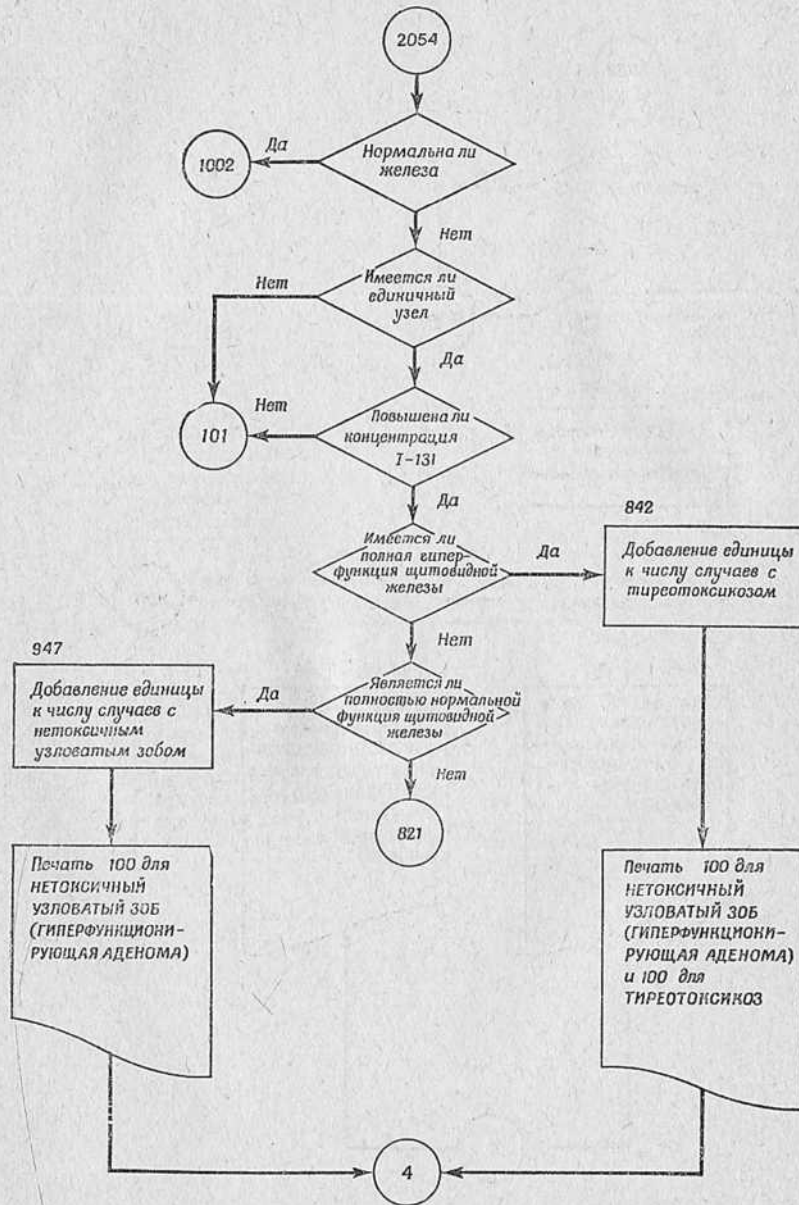 2054
Нормальна ли
железа
Да
1002
Нет
Имеется ли
единичный
узел
Нет
Да
Повышена ли
концентрация
I-131
Нет
101
Да
Имеется ли
полная гипер-
функция щитовидной
железы
Да
842
Добавление единицы
к числу случаев с
тиреотоксикозом
Нет
Является ли
полностью нормальной
функция щитовидной
железы
Да
947
Добавление единицы
к числу случаев с
нетоксичным
узловатым зобом
Нет
821
Печать 100 для
НЕТОКСИЧНЫЙ
УЗЛОВАТЫЙ ЗОБ
(ГИПЕРФУНКЦИОНИ-
РУЮЩАЯ АДЕНОМА)
Печать 100 для
НЕТОКСИЧНЫЙ
УЗЛОВАТЫЙ ЗОБ
(ГИПЕРФУНКЦИОНИ-
РУЮЩАЯ АДЕНОМА)
и 100 для
ТИРЕОТОКСИКОЗ
4